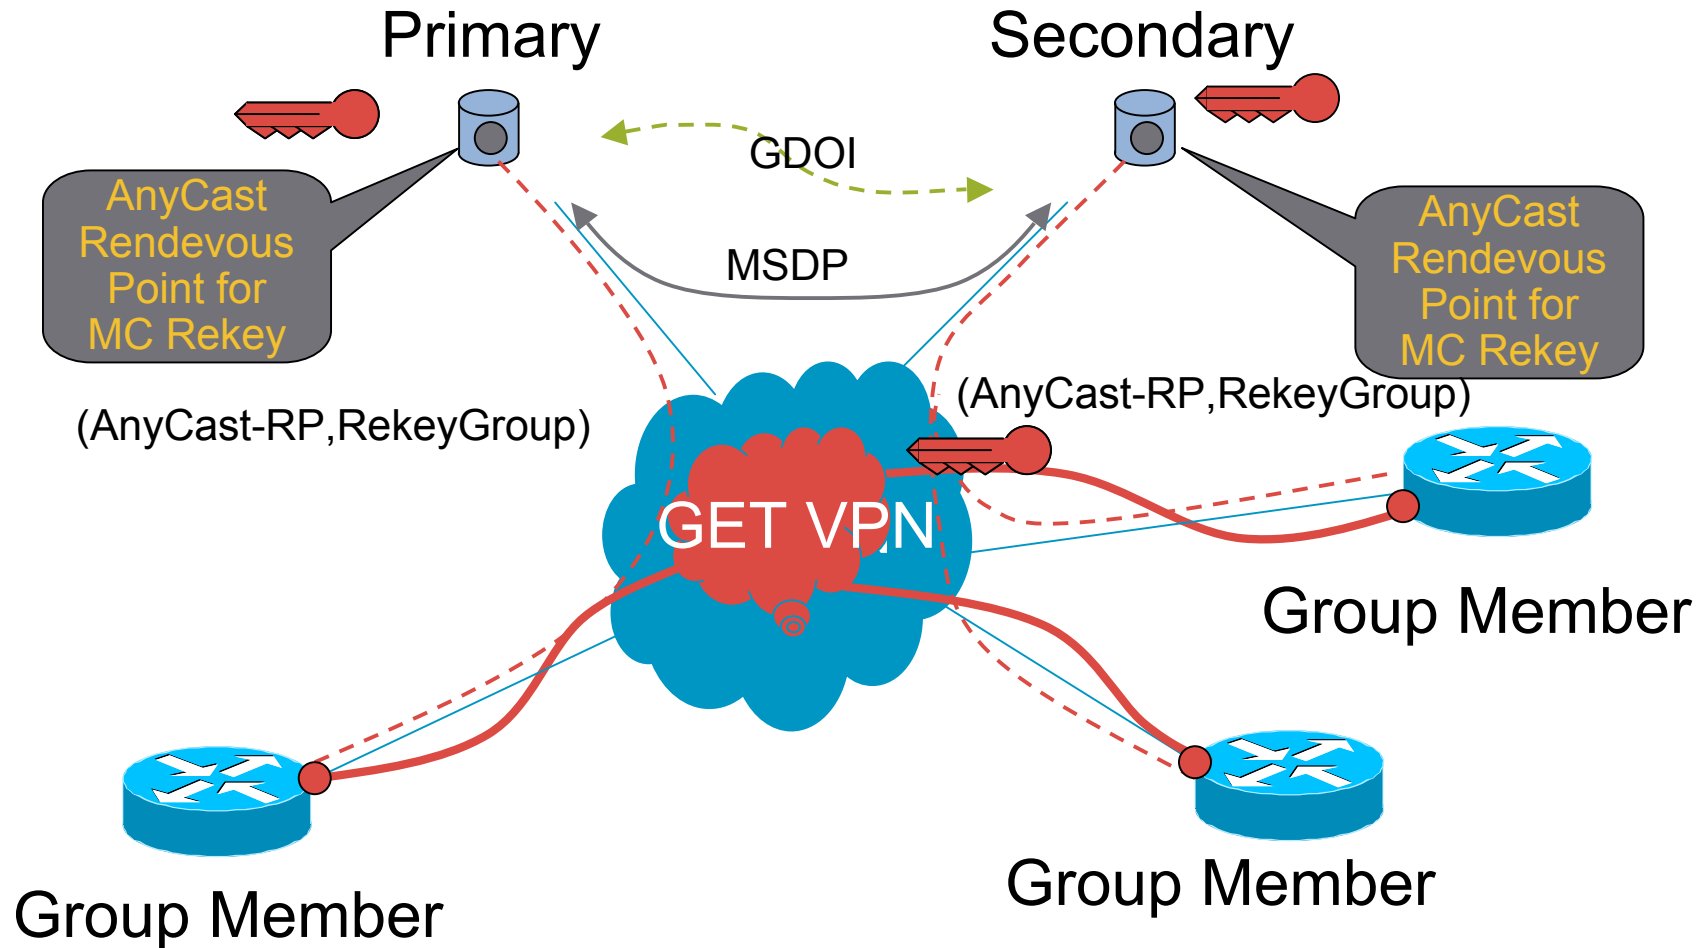 Primary
Secondary
GDOI
AnyCast
Rendevous
Point for
MC Rekey
AnyCast
Rendevous
Point for
MC Rekey
MSDP
(AnyCast-RP,RekeyGroup)
(AnyCast-RP,RekeyGroup)
GET VPN
Group Member
Group Member
Group Member